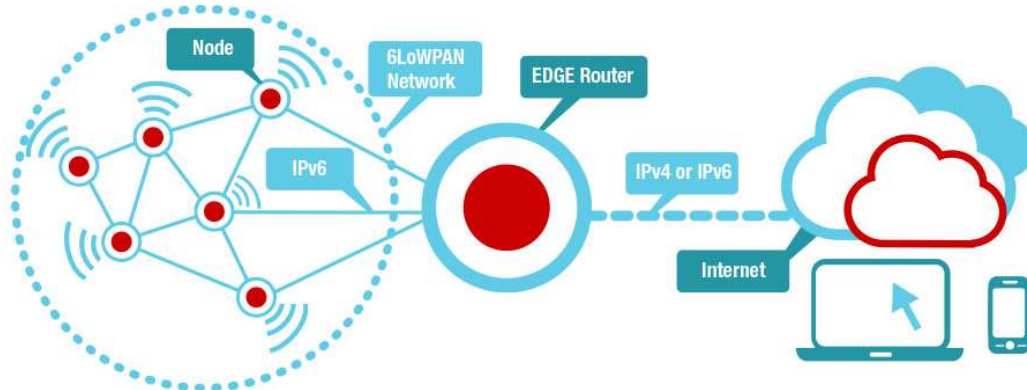 Node
6LoWPAN
Network
EDGE Router
IPv6
IPv4 or IPv6
Internet